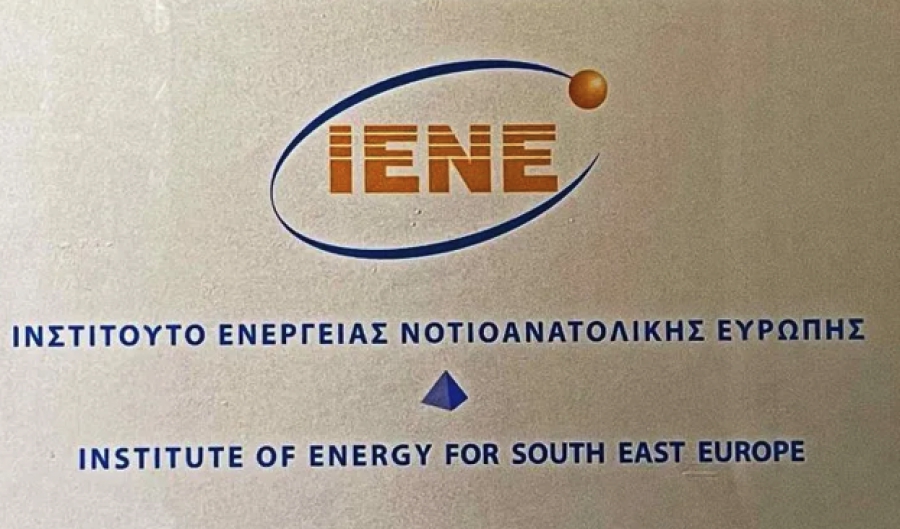 IENE
ΙΝΣΤΙΤΟΥΤΟ ΕΝΕΡΓΕΙΑΣ ΝΟΤΙΟΑΝΑΤΟΛΙΚΗΣ ΕΥΡΩΠΗΣ
INSTITUTE OF ENERGY FOR SOUTH EAST EUROPE